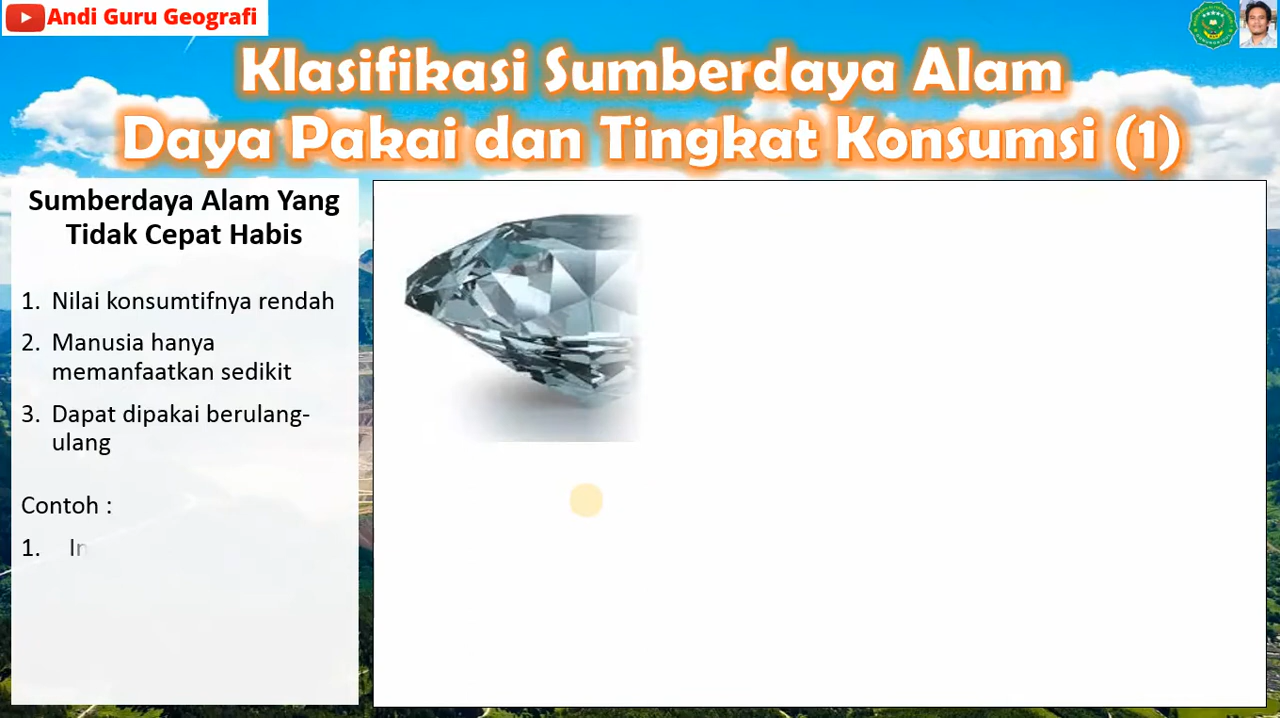 Andi Guru Geografi
Klasifikasi Sumberdaya Alam
Daya Pakai dan Tingkat Konsumsi (1)
Sumberdaya Alam Yang
Tidak Cepat Habis
1. Nilai konsumtifnya rendah
2. Manusia hanya
memanfaatkan sedikit
3. Dapat dipakai berulang-
ulang
Contoh :
1. In